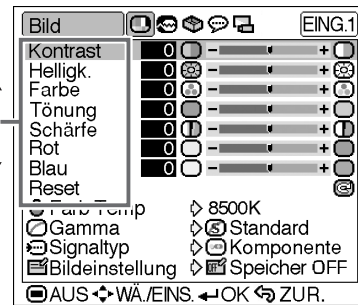 Bild EING.1
Kontrast 0 - +
Helligk. 0 - +
Farbe 0 - +
Tönung 0 - +
Schärfe 0 - +
Rot 0 - +
Blau 0 - +
Reset
Temp 8500K
Gamma S Standard
Signaltyp Komponente
Bildeinstellung Speicher OFF
AUS WÄ./EINS. OK ZUR.